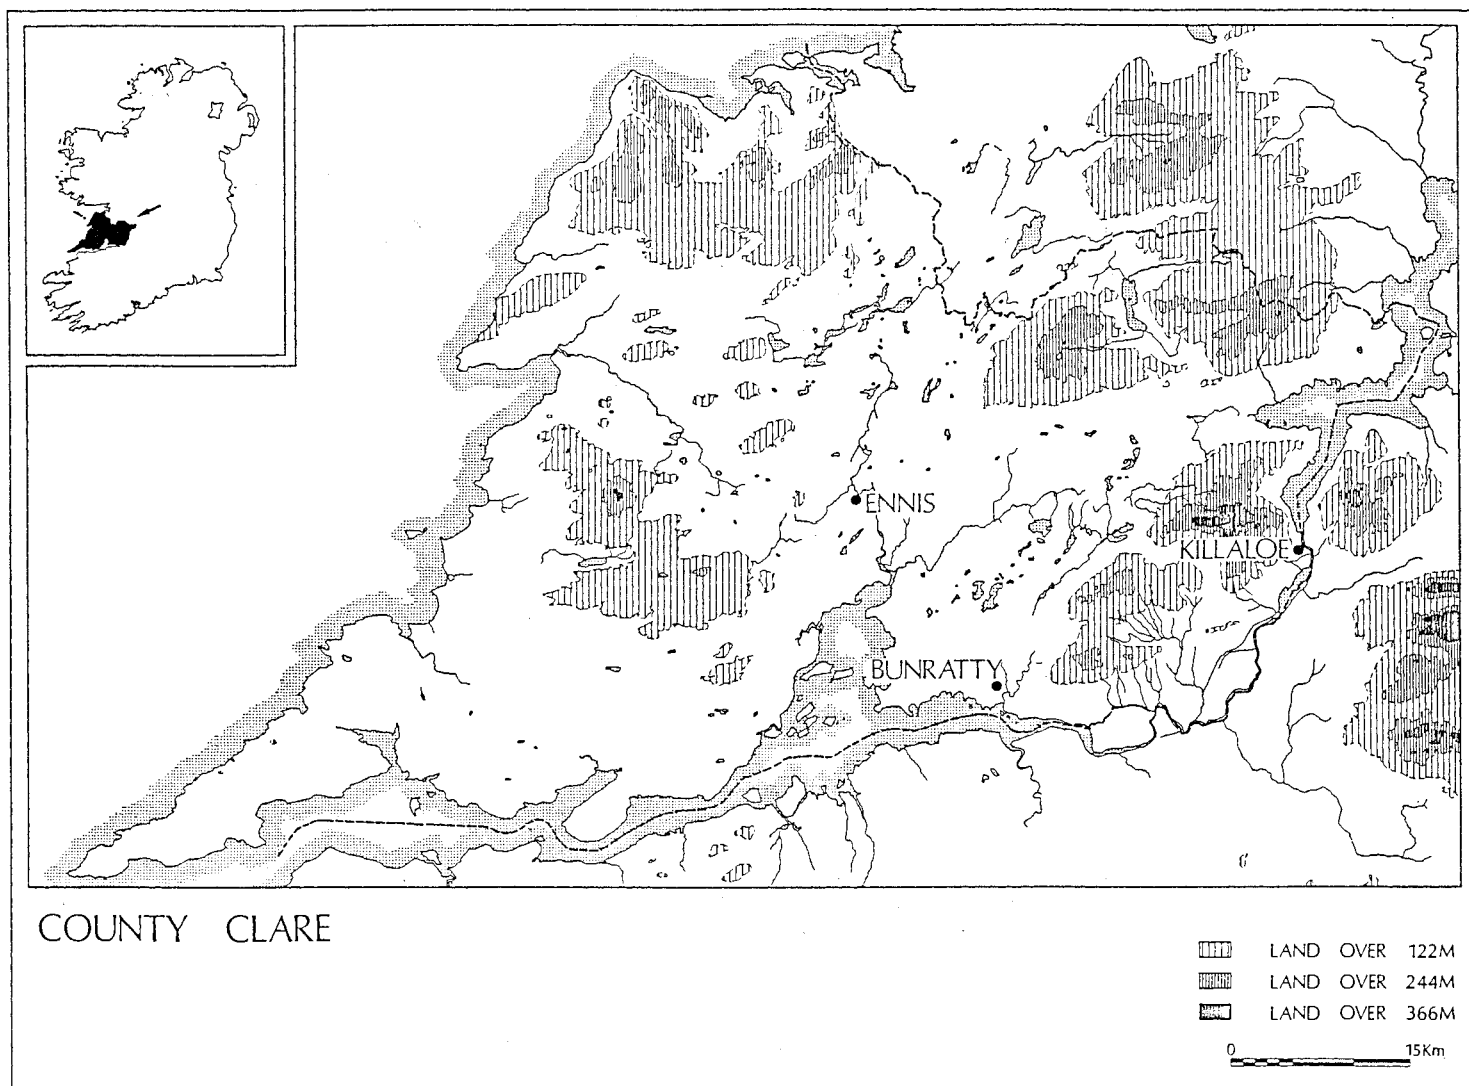 ENNIS
KILLALOE
BUNRATTY
COUNTY CLARE
LAND OVER 122M
LAND OVER 244M
LAND OVER 366M
0 15Km